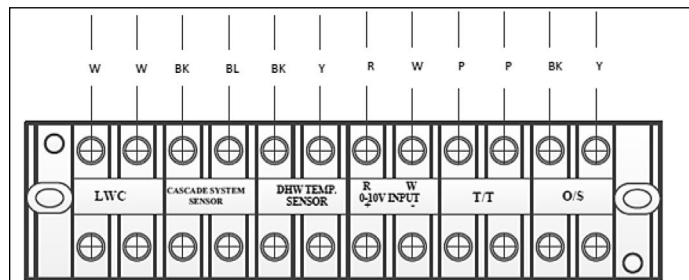 W W BK BL BK Y R W P P BK Y
LWC
CASCADE SYSTEM
SENSOR
DHW TEMP.
SENSOR
R W
0-10V INPUT
+ -
T/T
O/S